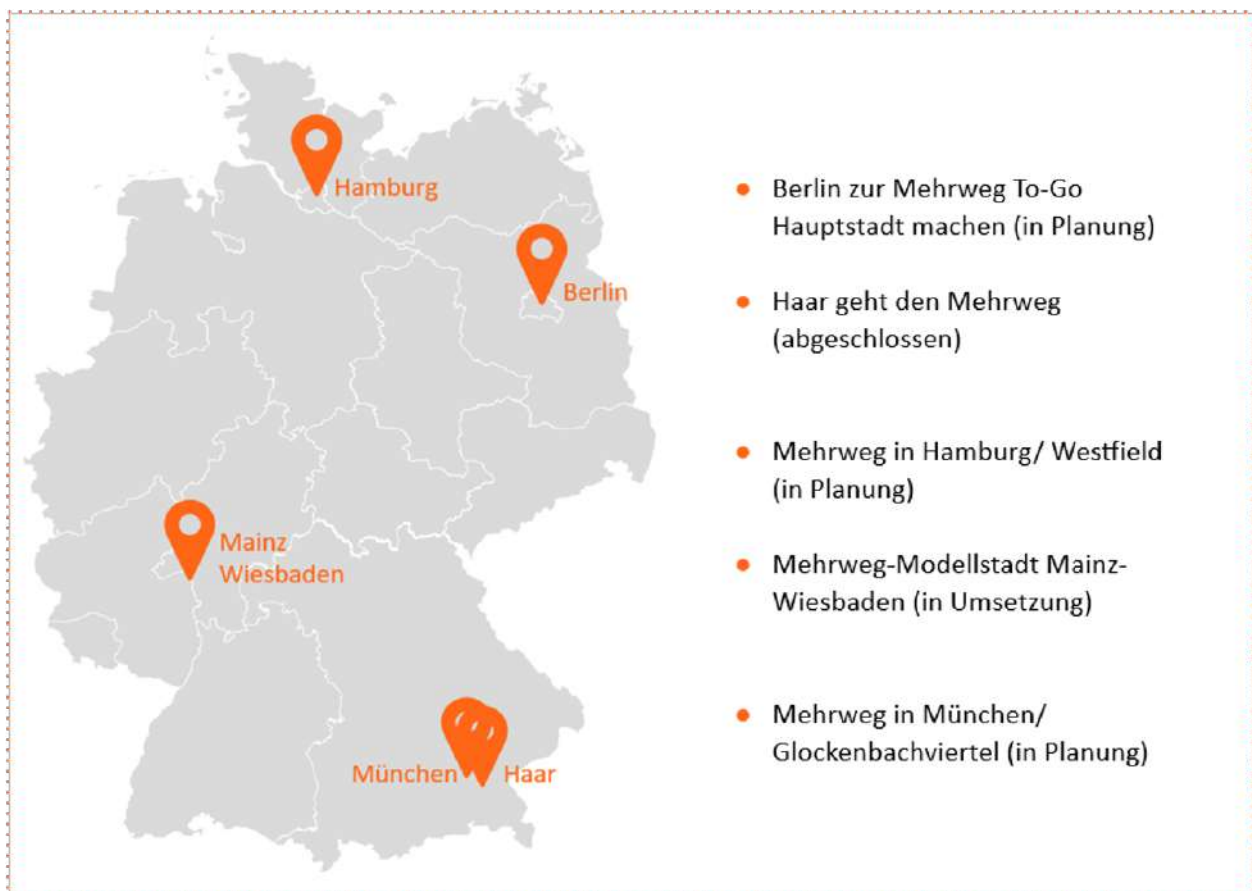 Hamburg
Berlin
Mainz
Wiesbaden
München
Haar
Berlin zur Mehrweg To-Go
Hauptstadt machen (in Planung)
Haar geht den Mehrweg
(abgeschlossen)
Mehrweg in Hamburg/ Westfield
(in Planung)
Mehrweg-Modellstadt Mainz-
Wiesbaden (in Umsetzung)
Mehrweg in München/
Glockenbachviertel (in Planung)